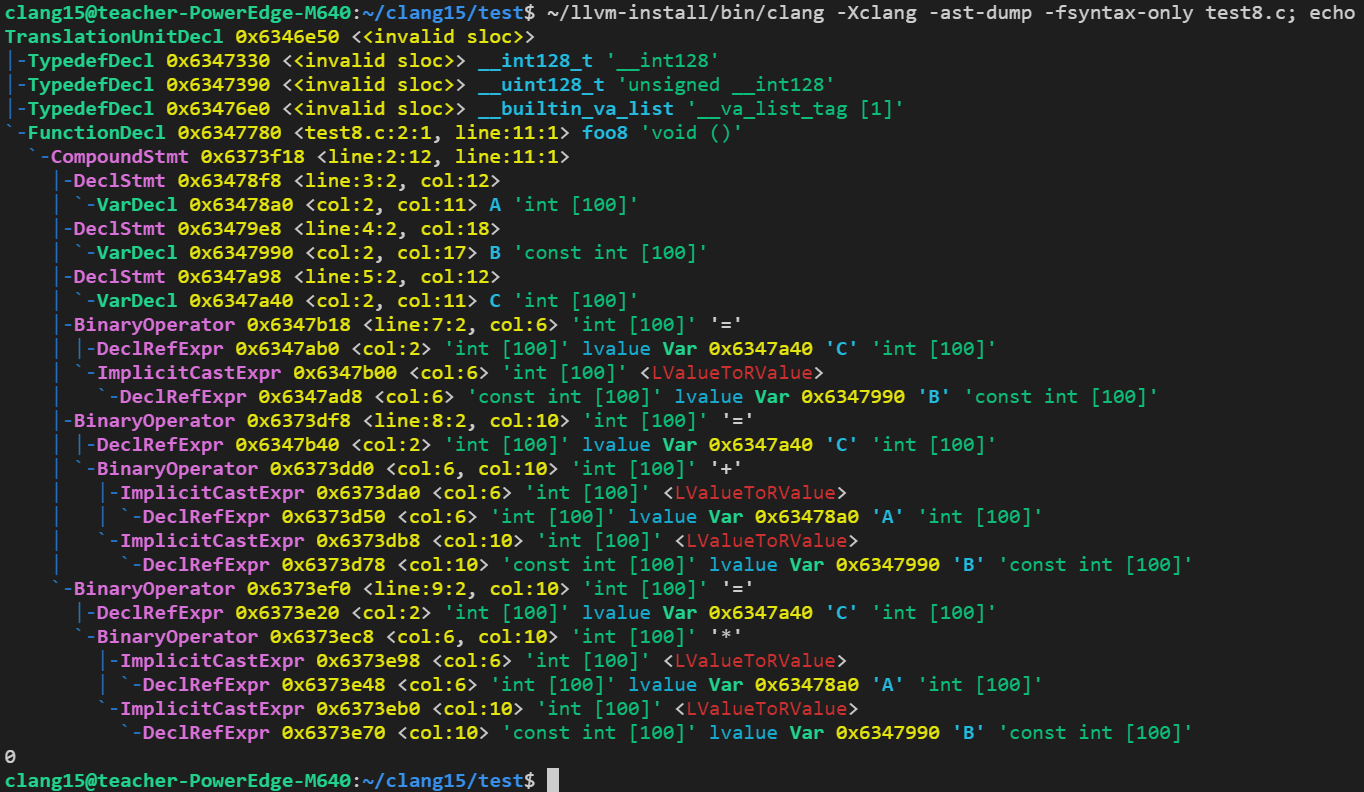 clang15@teacher-PowerEdge-M640:~/clang15/test$ ~/llvm-install/bin/clang -Xclang -ast-dump -fsyntax-only test8.c; echo
TranslationUnitDecl 0x6346e50 <<invalid sloc>>
|-TypedefDecl 0x6347330 <<invalid sloc>> __int128_t '__int128'
|-TypedefDecl 0x6347390 <<invalid sloc>> __uint128_t 'unsigned __int128'
|-TypedefDecl 0x63476e0 <<invalid sloc>> __builtin_va_list '__va_list_tag [1]'
`-FunctionDecl 0x6347780 <test8.c:2:1, line:11:1> foo8 'void ()'
  `-CompoundStmt 0x6373f18 <line:2:12, line:11:1>
    |-DeclStmt 0x63478f8 <line:3:2, col:12>
    | `-VarDecl 0x63478a0 <col:2, col:11> A 'int [100]'
    |-DeclStmt 0x63479e8 <line:4:2, col:18>
    | `-VarDecl 0x6347990 <col:2, col:17> B 'const int [100]'
    |-DeclStmt 0x6347a98 <line:5:2, col:12>
    | `-VarDecl 0x6347a40 <col:2, col:11> C 'int [100]'
    |-BinaryOperator 0x6347b18 <line:7:2, col:6> 'int [100]' '='
    | |-DeclRefExpr 0x6347ab0 <col:2> 'int [100]' lvalue Var 0x6347a40 'C' 'int [100]'
    | `-ImplicitCastExpr 0x6347b00 <col:6> 'int [100]' <LValueToRValue>
    |   `-DeclRefExpr 0x6347ad8 <col:6> 'const int [100]' lvalue Var 0x6347990 'B' 'const int [100]'
    |-BinaryOperator 0x6373df8 <line:8:2, col:10> 'int [100]' '='
    | |-DeclRefExpr 0x6347b40 <col:2> 'int [100]' lvalue Var 0x6347a40 'C' 'int [100]'
    | `-BinaryOperator 0x6373dd0 <col:6, col:10> 'int [100]' '+'
    |   |-ImplicitCastExpr 0x6373da0 <col:6> 'int [100]' <LValueToRValue>
    |   | `-DeclRefExpr 0x6373d50 <col:6> 'int [100]' lvalue Var 0x63478a0 'A' 'int [100]'
    |   `-ImplicitCastExpr 0x6373db8 <col:10> 'int [100]' <LValueToRValue>
    |     `-DeclRefExpr 0x6373d78 <col:10> 'const int [100]' lvalue Var 0x6347990 'B' 'const int [100]'
    `-BinaryOperator 0x6373ef0 <line:9:2, col:10> 'int [100]' '='
      |-DeclRefExpr 0x6373e20 <col:2> 'int [100]' lvalue Var 0x6347a40 'C' 'int [100]'
      `-BinaryOperator 0x6373ec8 <col:6, col:10> 'int [100]' '*'
        |-ImplicitCastExpr 0x6373e98 <col:6> 'int [100]' <LValueToRValue>
        | `-DeclRefExpr 0x6373e48 <col:6> 'int [100]' lvalue Var 0x63478a0 'A' 'int [100]'
        `-ImplicitCastExpr 0x6373eb0 <col:10> 'int [100]' <LValueToRValue>
          `-DeclRefExpr 0x6373e70 <col:10> 'const int [100]' lvalue Var 0x6347990 'B' 'const int [100]'
0
clang15@teacher-PowerEdge-M640:~/clang15/test$